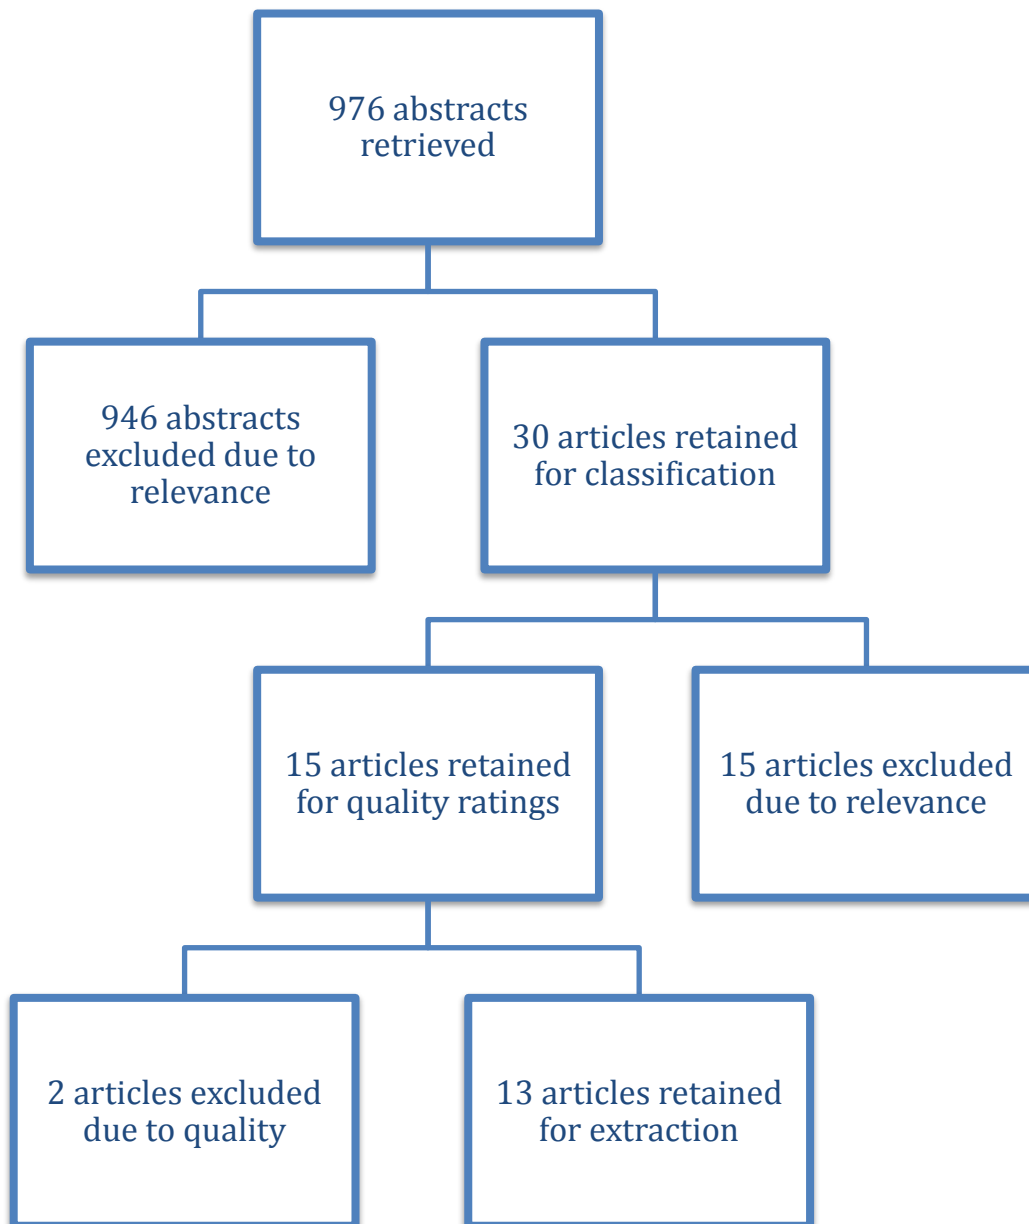 976 abstracts
retrieved
946 abstracts
excluded due to
relevance
30 articles retained
for classification
15 articles retained
for quality ratings
15 articles excluded
due to relevance
2 articles excluded
due to quality
13 articles retained
for extraction